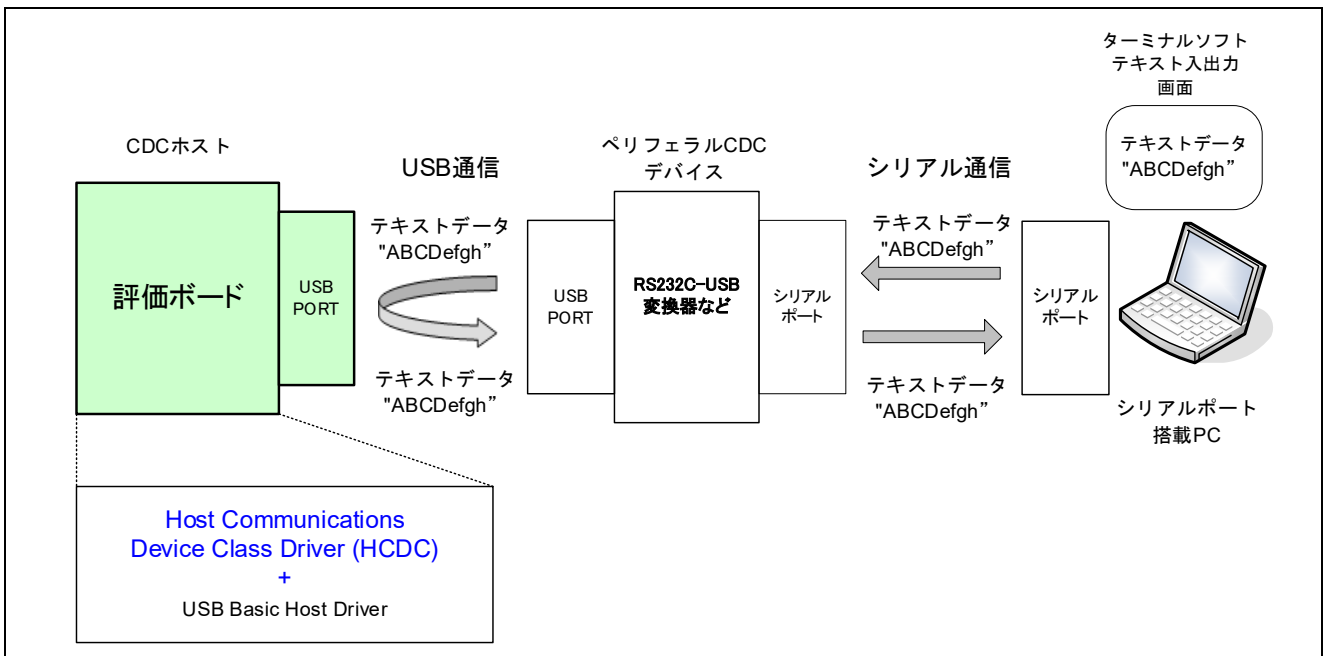 CDCホスト
評価ボード
USB
PORT
USB通信
テキストデータ
"ABCDefgh”
テキストデータ
"ABCDefgh”
ペリフェラルCDC
デバイス
USB
PORT
RS232C-USB
変換器など
シリアル
ポート
シリアル通信
テキストデータ
"ABCDefgh”
テキストデータ
"ABCDefgh”
シリアル
ポート
ターミナルソフト
テキスト入出力
画面
テキストデータ
"ABCDefgh”
シリアルポート
搭載PC
Host Communications
Device Class Driver (HCDC)
+
USB Basic Host Driver